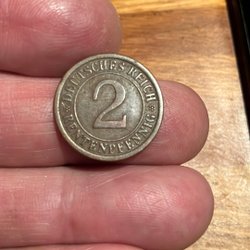 DEUTSCHES REICH
2
RENTENPFENNIG